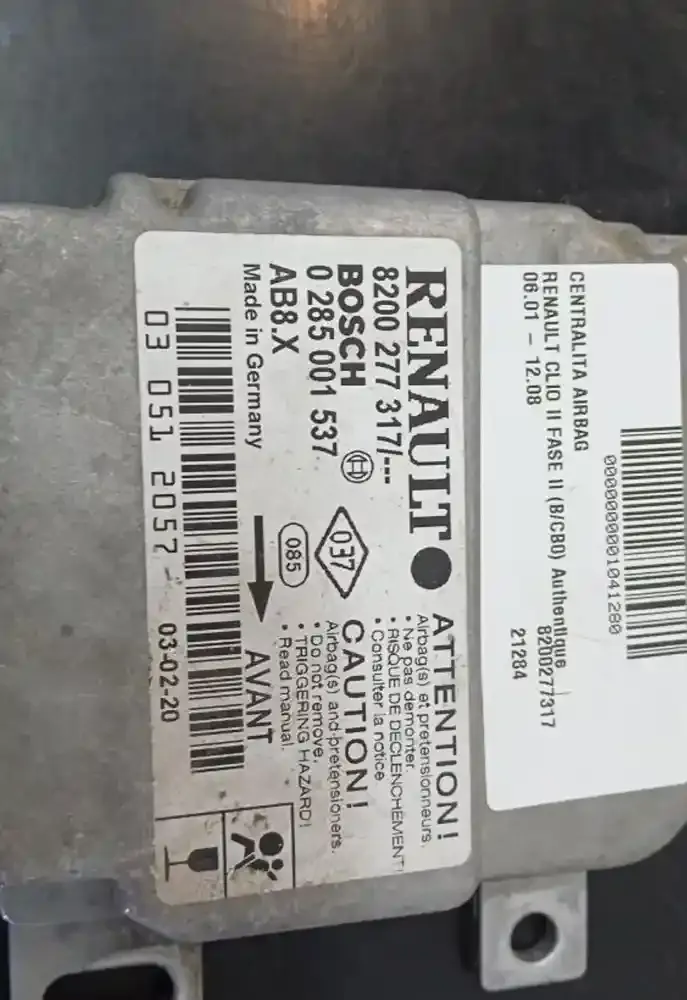 RENAULT
8200 277 317/---
BOSCH
0 285 001 537
AB8.X
Made in Germany
037
085
AVANT
03 051 2057
03-02-20
ATTENTION!
Airbag(s) et pretensionneurs.
• Ne pas demonter.
• RISQUE DE DECLENCHEMENT!
• Consulter la notice
CAUTION!
Airbag(s) and pretensioners.
• Do not remove.
• TRIGGERING HAZARD!
• Read manual.
0000000001041280
CENTRALITA AIRBAG
RENAULT CLIO II FASE II (B/CB0) Authentique
06.01 - 12.08
8200277317
21284